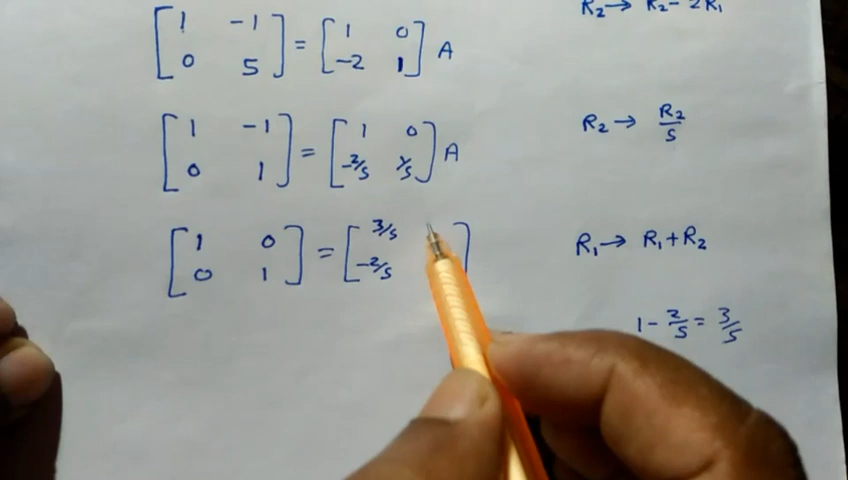 R₂ → R₂ - 2R₁
[1 -1; 0 5] = [1 0; -2 1] A
[1 -1; 0 1] = [1 0; -2/5 1/5] A R₂ → R₂/5
[1 0; 0 1] = [3/5; -2/5 ] R₁ → R₁ + R₂
1 - 2/5 = 3/5